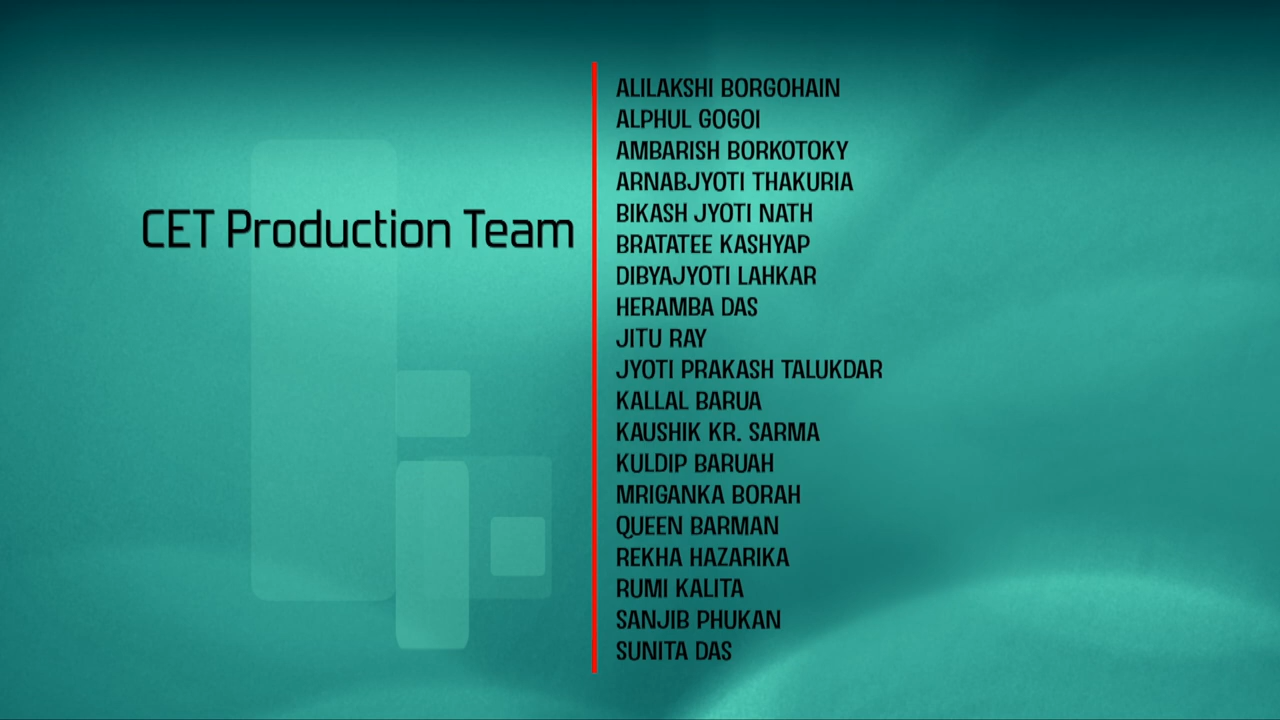 CET Production Team
ALILAKSHI BORGOHAIN
ALPHUL GOGOI
AMBARISH BORKOTOKY
ARNABJYOTI THAKURIA
BIKASH JYOTI NATH
BRATATEE KASHYAP
DIBYAJYOTI LAHKAR
HERAMBA DAS
JITU RAY
JYOTI PRAKASH TALUKDAR
KALLAL BARUA
KAUSHIK KR. SARMA
KULDIP BARUAH
MRIGANKA BORAH
QUEEN BARMAN
REKHA HAZARIKA
RUMI KALITA
SANJIB PHUKAN
SUNITA DAS